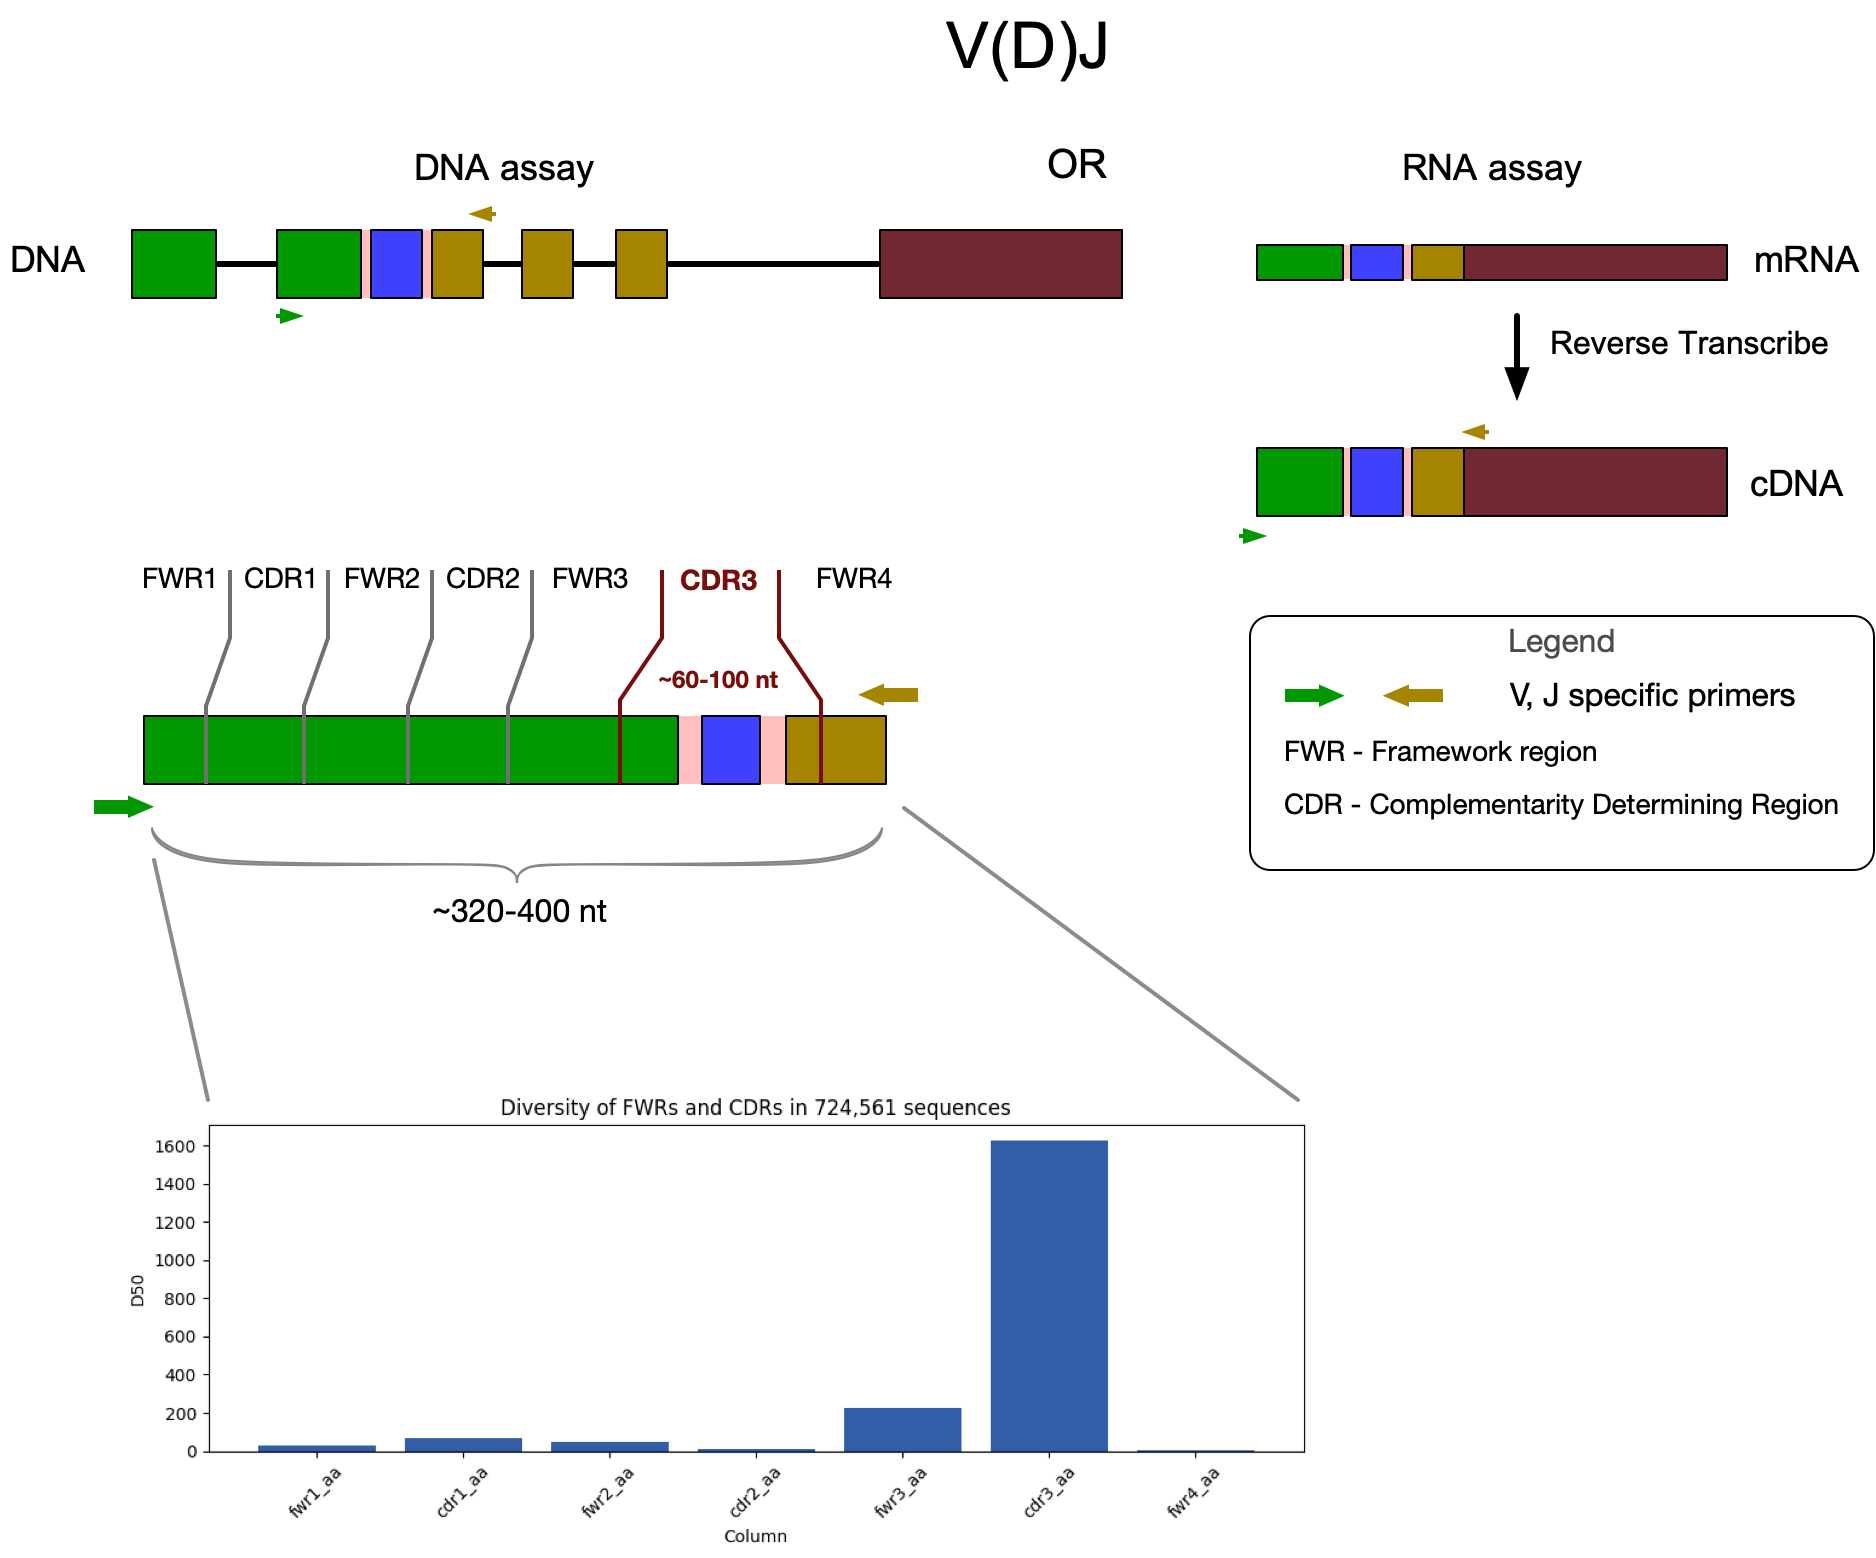 V(D)J
DNA assay
OR
RNA assay
DNA
mRNA
Reverse Transcribe
cDNA
FWR1
CDR1
FWR2
CDR2
FWR3
CDR3
FWR4
~60-100 nt
~320-400 nt
Legend
V, J specific primers
FWR - Framework region
CDR - Complementarity Determining Region
Diversity of FWRs and CDRs in 724,561 sequences
D50
1600
1400
1200
1000
800
600
400
200
0
fwr1_aa
cdr1_aa
fwr2_aa
cdr2_aa
fwr3_aa
cdr3_aa
fwr4_aa
Column